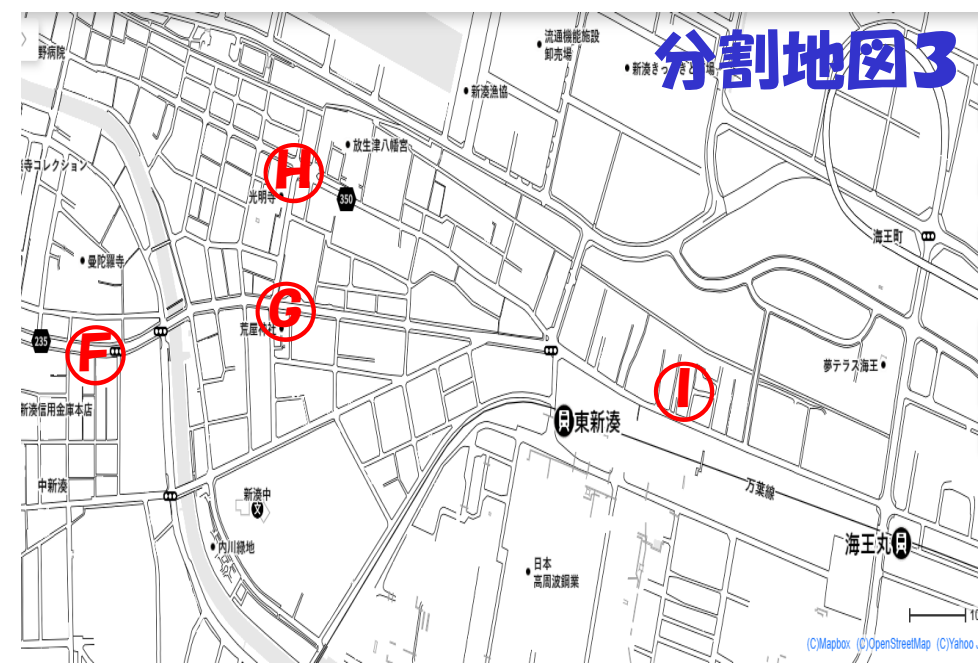 分割地図3
流通機能施設
卸売場
野病院
新湊漁協
放生津八幡宮
寺コレクション
H
光明寺
350
海王町
曼陀羅寺
G
荒屋神社
235
F
夢テラス海王
I
新湊信用金庫本店
東新湊
中新湊
新湊中
文
万葉線
内川緑地
海王丸
日本
高周波鋼業
(C)Mapbox (C)OpenStreetMap (C)Yahoo